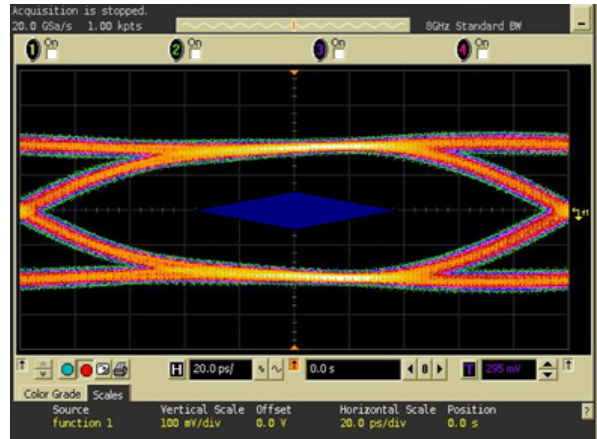 Acquisition is stopped.
20.0 GSa/s 1.00 kpts 8GHz Standard BW
1 On 2 On 3 On 4 On
H 20.0 ps/ 0.0 s 0 T 295 mV
Color Grade Scales
Source Vertical Scale Offset Horizontal Scale Position
function 1 100 mV/div 0.0 V 20.0 ps/div 0.0 s
?